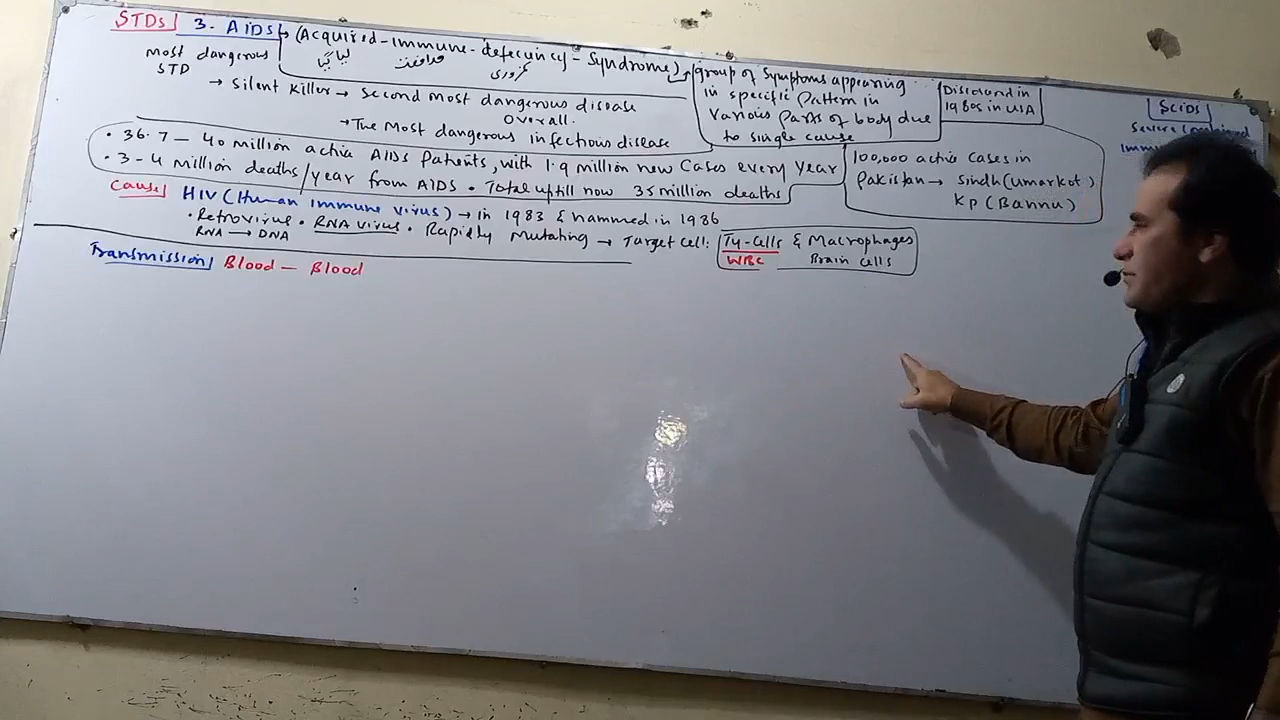 STDs 3. AIDS → (Acquired-Immune-defeciency-Syndrome)
لیا گیا مدافعت کمزوری
Most dangerous STD
→ Silent Killer → Second most dangerous disease overall.
→ The Most dangerous infectious disease
group of symptoms appearing
in specific pattern in
various parts of body due
to single cause
Discovered in
1980s in USA
SCIDS
Severe Combined
Immun
• 36.7 – 40 million active AIDS Patients, with 1.9 million new cases every year
• 3-4 million deaths/year from AIDS • Total uptill now 35 million deaths
100,000 active cases in
Pakistan → Sindh (Umarkot)
KP (Bannu)
Cause HIV (Human immune virus) → in 1983 & nammed in 1986
• Retrovirus • RNA virus • Rapidly Mutating → Target cell: T4-Cells & Macrophages
RNA → DNA WBC Brain cells
Transmission Blood – Blood